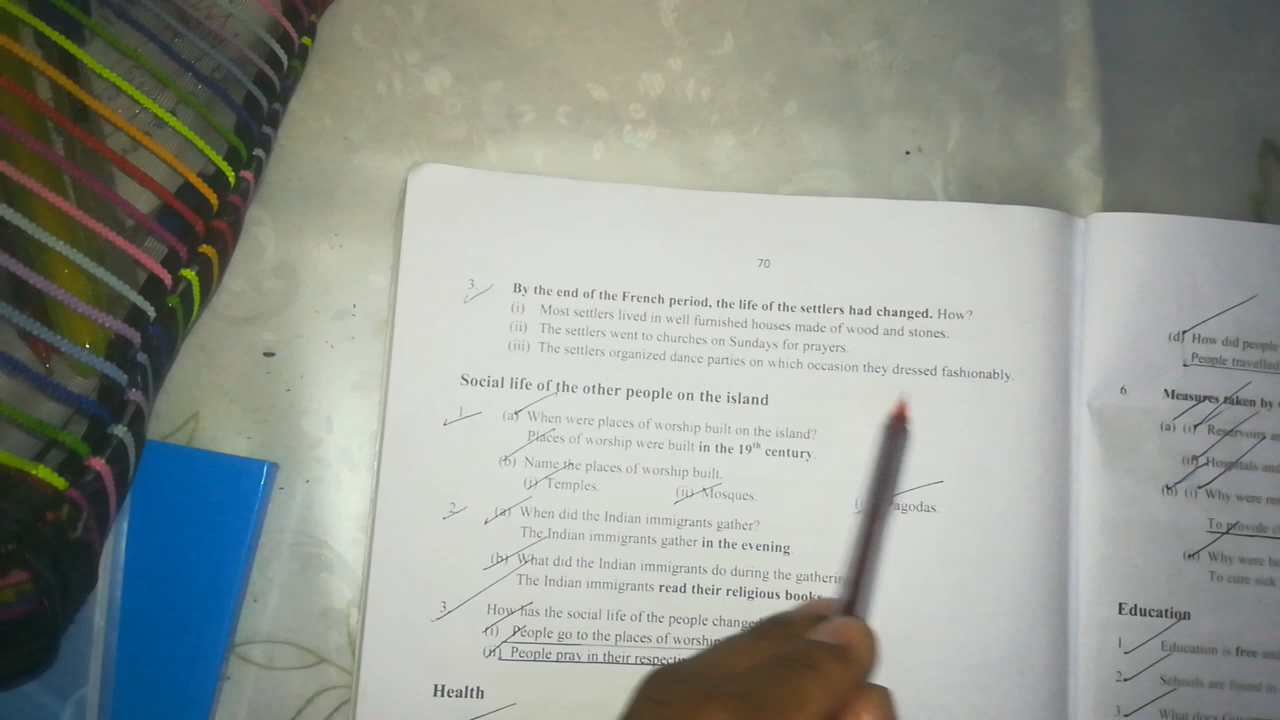 70
3. By the end of the French period, the life of the settlers had changed. How?
(i) Most settlers lived in well furnished houses made of wood and stones.
(ii) The settlers went to churches on Sundays for prayers.
(iii) The settlers organized dance parties on which occasion they dressed fashionably.
Social life of the other people on the island
1. (a) When were places of worship built on the island?
Places of worship were built in the 19th century.
(b) Name the places of worship built.
(i) Temples. (ii) Mosques. agodas.
2. (a) When did the Indian immigrants gather?
The Indian immigrants gather in the evening.
(b) What did the Indian immigrants do during the
The Indian immigrants read their religious books
3. How has the social life of the people
(i) People go to the places of worship
(ii) People pray in their
Health
(d) How did people
People travelled
6. Measures taken by
(a) (i) Reservoirs
(ii) Hospitals and
(b) (i) Why were
To provide
(ii) Why were
To cure sick
Education
1. Education is free and
2. Schools are found in
3. What does